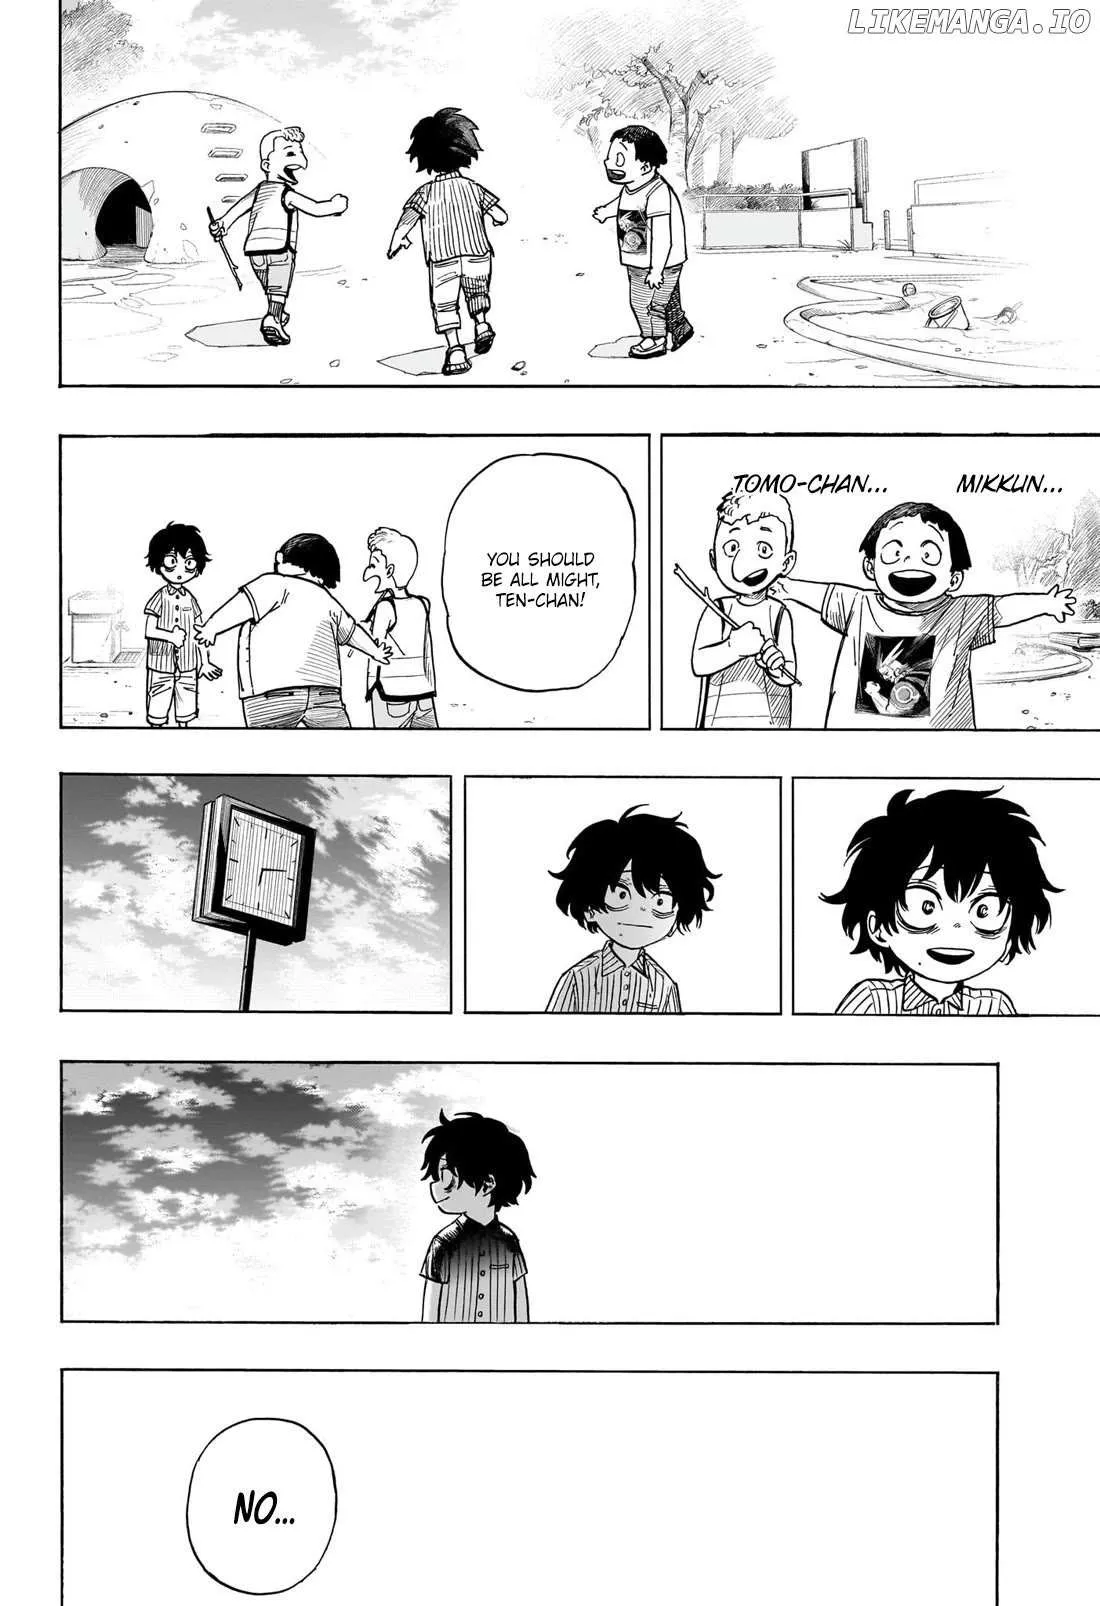 LIKEMANGA.IO
TOMO-CHAN...
MIKKUN...
YOU SHOULD
BE ALL MIGHT,
TEN-CHAN!
NO...